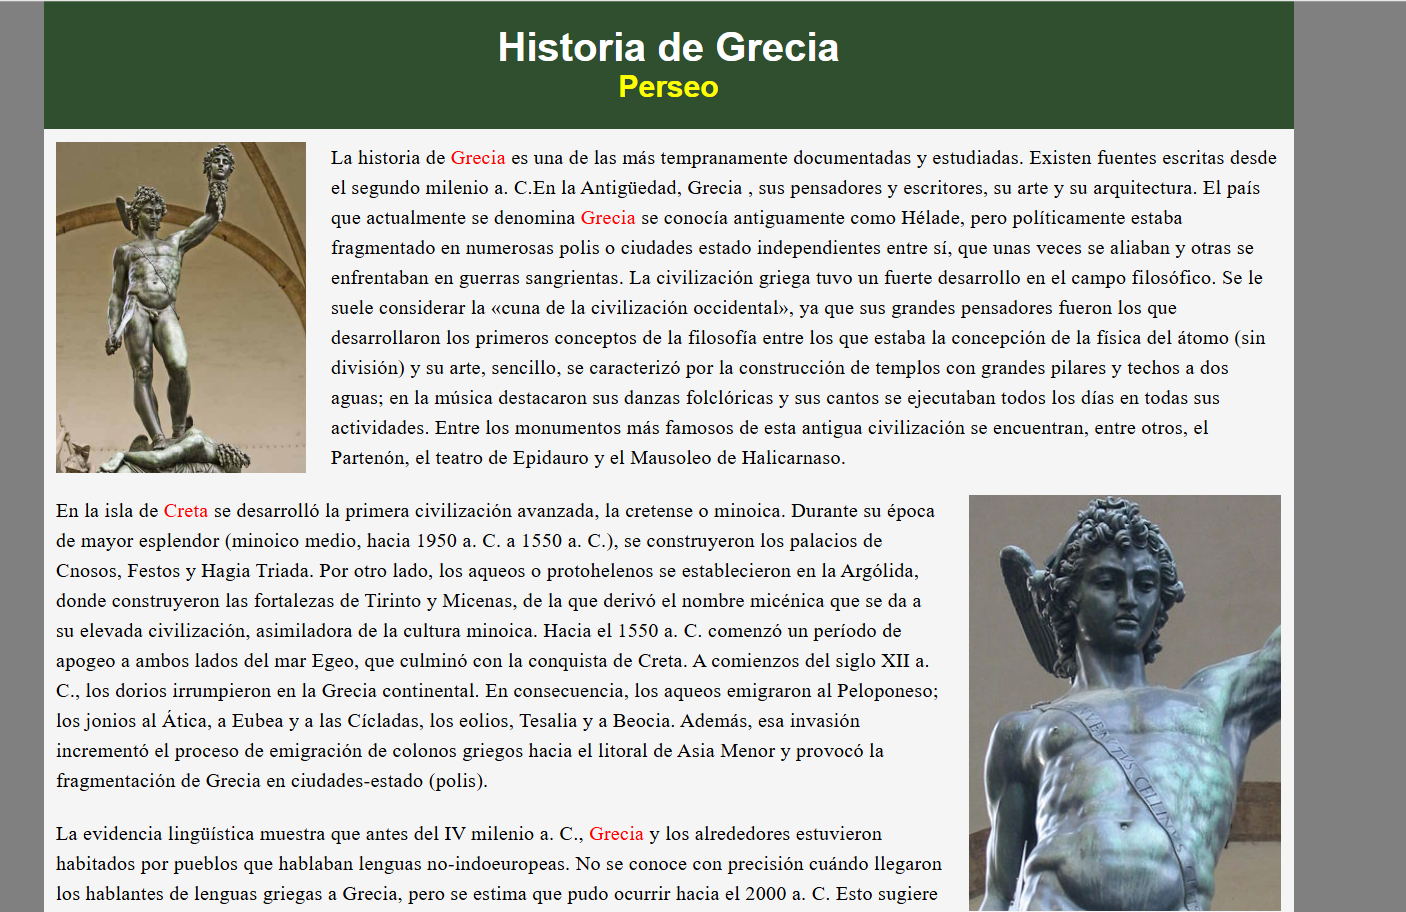 Historia de Grecia
Perseo
La historia de Grecia es una de las más tempranamente documentadas y estudiadas. Existen fuentes escritas desde
el segundo milenio a. C.En la Antigüedad, Grecia , sus pensadores y escritores, su arte y su arquitectura. El país
que actualmente se denomina Grecia se conocía antiguamente como Hélade, pero políticamente estaba
fragmentado en numerosas polis o ciudades estado independientes entre sí, que unas veces se aliaban y otras se
enfrentaban en guerras sangrientas. La civilización griega tuvo un fuerte desarrollo en el campo filosófico. Se le
suele considerar la «cuna de la civilización occidental», ya que sus grandes pensadores fueron los que
desarrollaron los primeros conceptos de la filosofía entre los que estaba la concepción de la física del átomo (sin
división) y su arte, sencillo, se caracterizó por la construcción de templos con grandes pilares y techos a dos
aguas; en la música destacaron sus danzas folclóricas y sus cantos se ejecutaban todos los días en todas sus
actividades. Entre los monumentos más famosos de esta antigua civilización se encuentran, entre otros, el
Partenón, el teatro de Epidauro y el Mausoleo de Halicarnaso.
En la isla de Creta se desarrolló la primera civilización avanzada, la cretense o minoica. Durante su época
de mayor esplendor (minoico medio, hacia 1950 a. C. a 1550 a. C.), se construyeron los palacios de
Cnosos, Festos y Hagia Triada. Por otro lado, los aqueos o protohelenos se establecieron en la Argólida,
donde construyeron las fortalezas de Tirinto y Micenas, de la que derivó el nombre micénica que se da a
su elevada civilización, asimiladora de la cultura minoica. Hacia el 1550 a. C. comenzó un período de
apogeo a ambos lados del mar Egeo, que culminó con la conquista de Creta. A comienzos del siglo XII a.
C., los dorios irrumpieron en la Grecia continental. En consecuencia, los aqueos emigraron al Peloponeso;
los jonios al Ática, a Eubea y a las Cícladas, los eolios, Tesalia y a Beocia. Además, esa invasión
incrementó el proceso de emigración de colonos griegos hacia el litoral de Asia Menor y provocó la
fragmentación de Grecia en ciudades-estado (polis).
La evidencia lingüística muestra que antes del IV milenio a. C., Grecia y los alrededores estuvieron
habitados por pueblos que hablaban lenguas no-indoeuropeas. No se conoce con precisión cuándo llegaron
los hablantes de lenguas griegas a Grecia, pero se estima que pudo ocurrir hacia el 2000 a. C. Esto sugiere